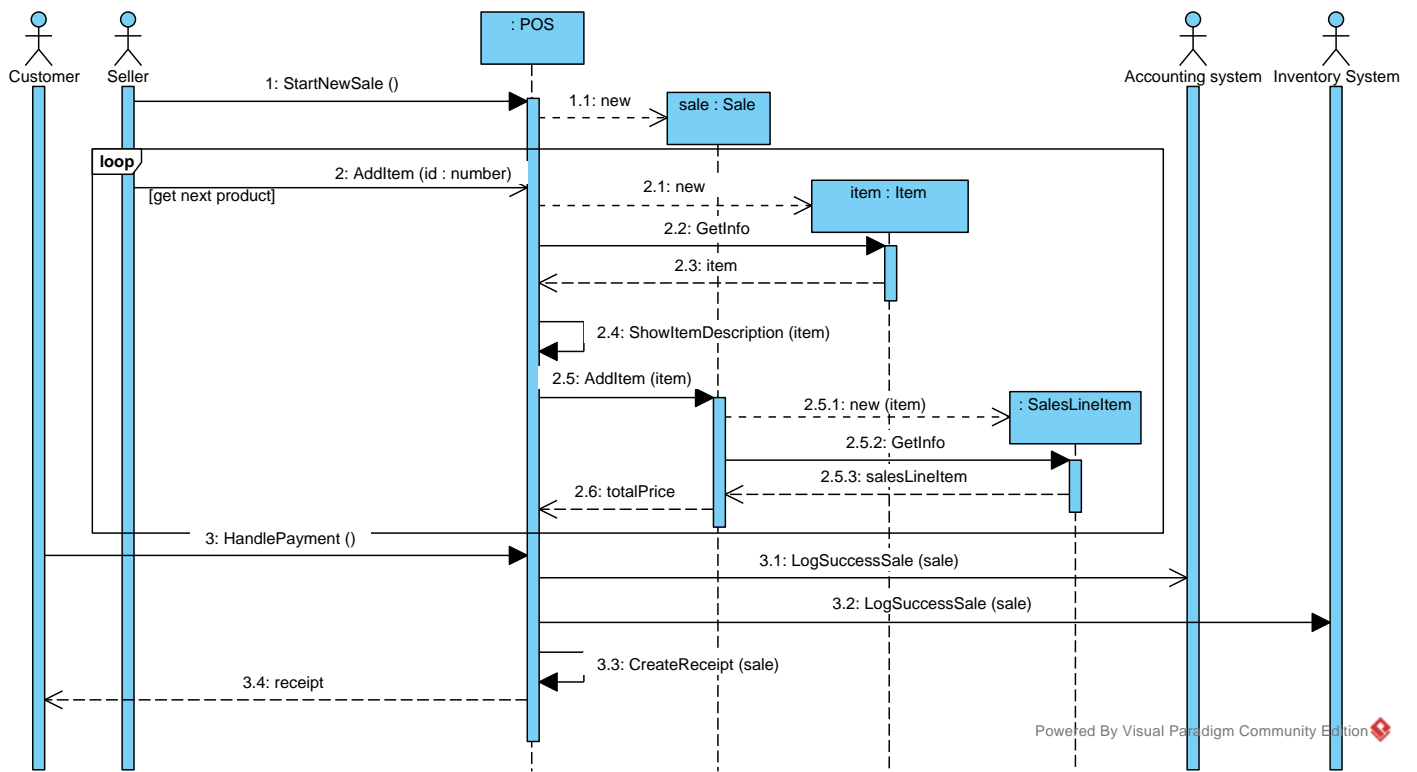 : POS
Customer
Seller
Accounting system
Inventory System
1: StartNewSale ()
1.1: new
sale : Sale
loop
2: AddItem (id : number)
[get next product]
2.1: new
item : Item
2.2: GetInfo
2.3: item
2.4: ShowItemDescription (item)
2.5: AddItem (item)
2.5.1: new (item)
: SalesLineItem
2.5.2: GetInfo
2.5.3: salesLineItem
2.6: totalPrice
3: HandlePayment ()
3.1: LogSuccessSale (sale)
3.2: LogSuccessSale (sale)
3.3: CreateReceipt (sale)
3.4: receipt
Powered By Visual Paradigm Community Edition